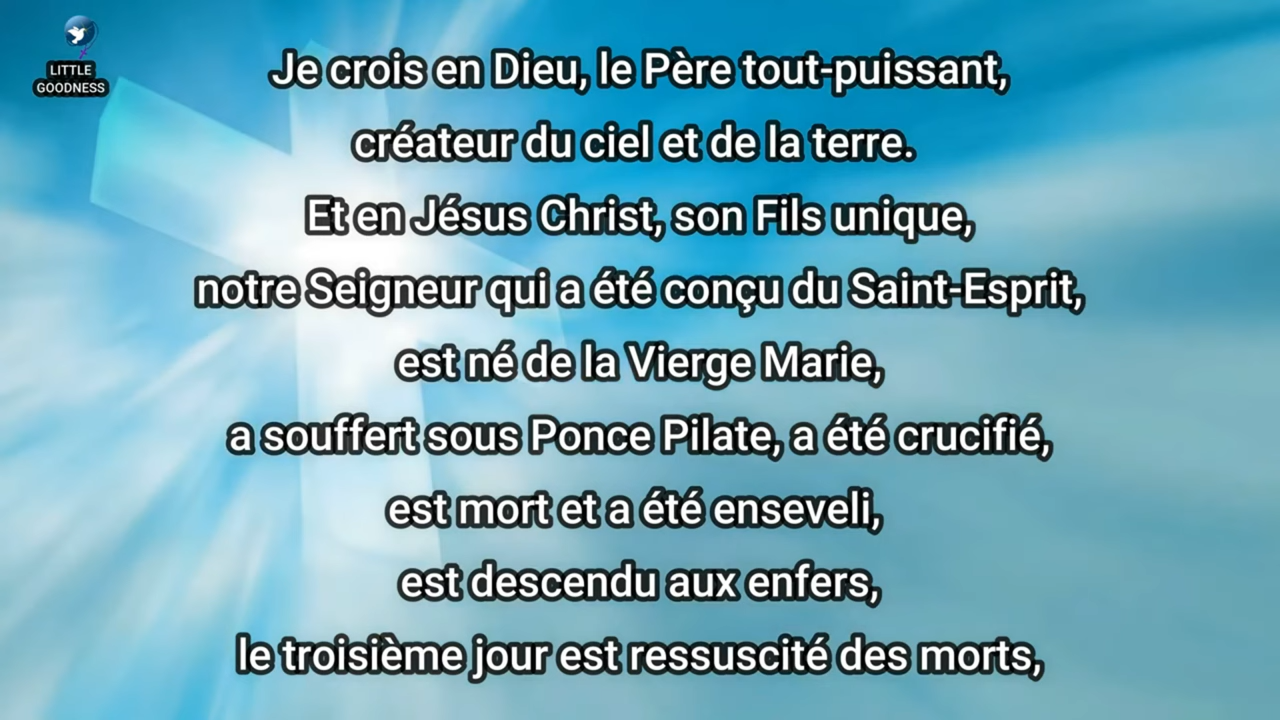 LITTLE
GOODNESS
Je crois en Dieu, le Père tout-puissant,
créateur du ciel et de la terre.
Et en Jésus Christ, son Fils unique,
notre Seigneur qui a été conçu du Saint-Esprit,
est né de la Vierge Marie,
a souffert sous Ponce Pilate, a été crucifié,
est mort et a été enseveli,
est descendu aux enfers,
le troisième jour est ressuscité des morts,